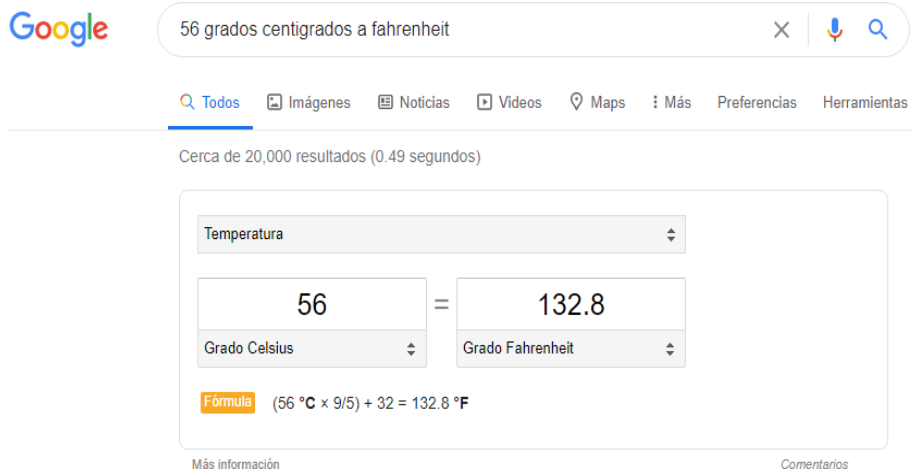 Google 56 grados centigrados a fahrenheit
Todos Imágenes Noticias Videos Maps Más Preferencias Herramientas
Cerca de 20,000 resultados (0.49 segundos)
Temperatura
56 = 132.8
Grado Celsius Grado Fahrenheit
Fórmula (56 °C × 9/5) + 32 = 132.8 °F
Más información Comentarios